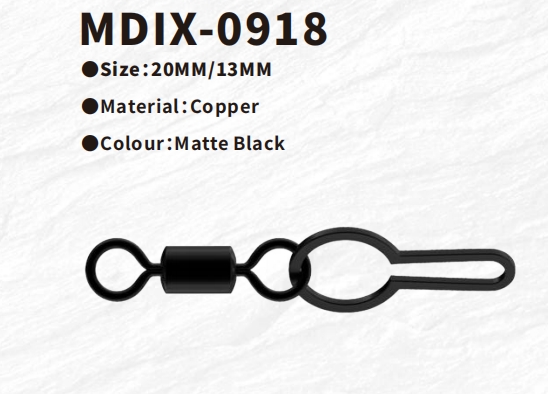 MDIX-0918
●Size：20MM/13MM
●Material：Copper
●Colour：Matte Black